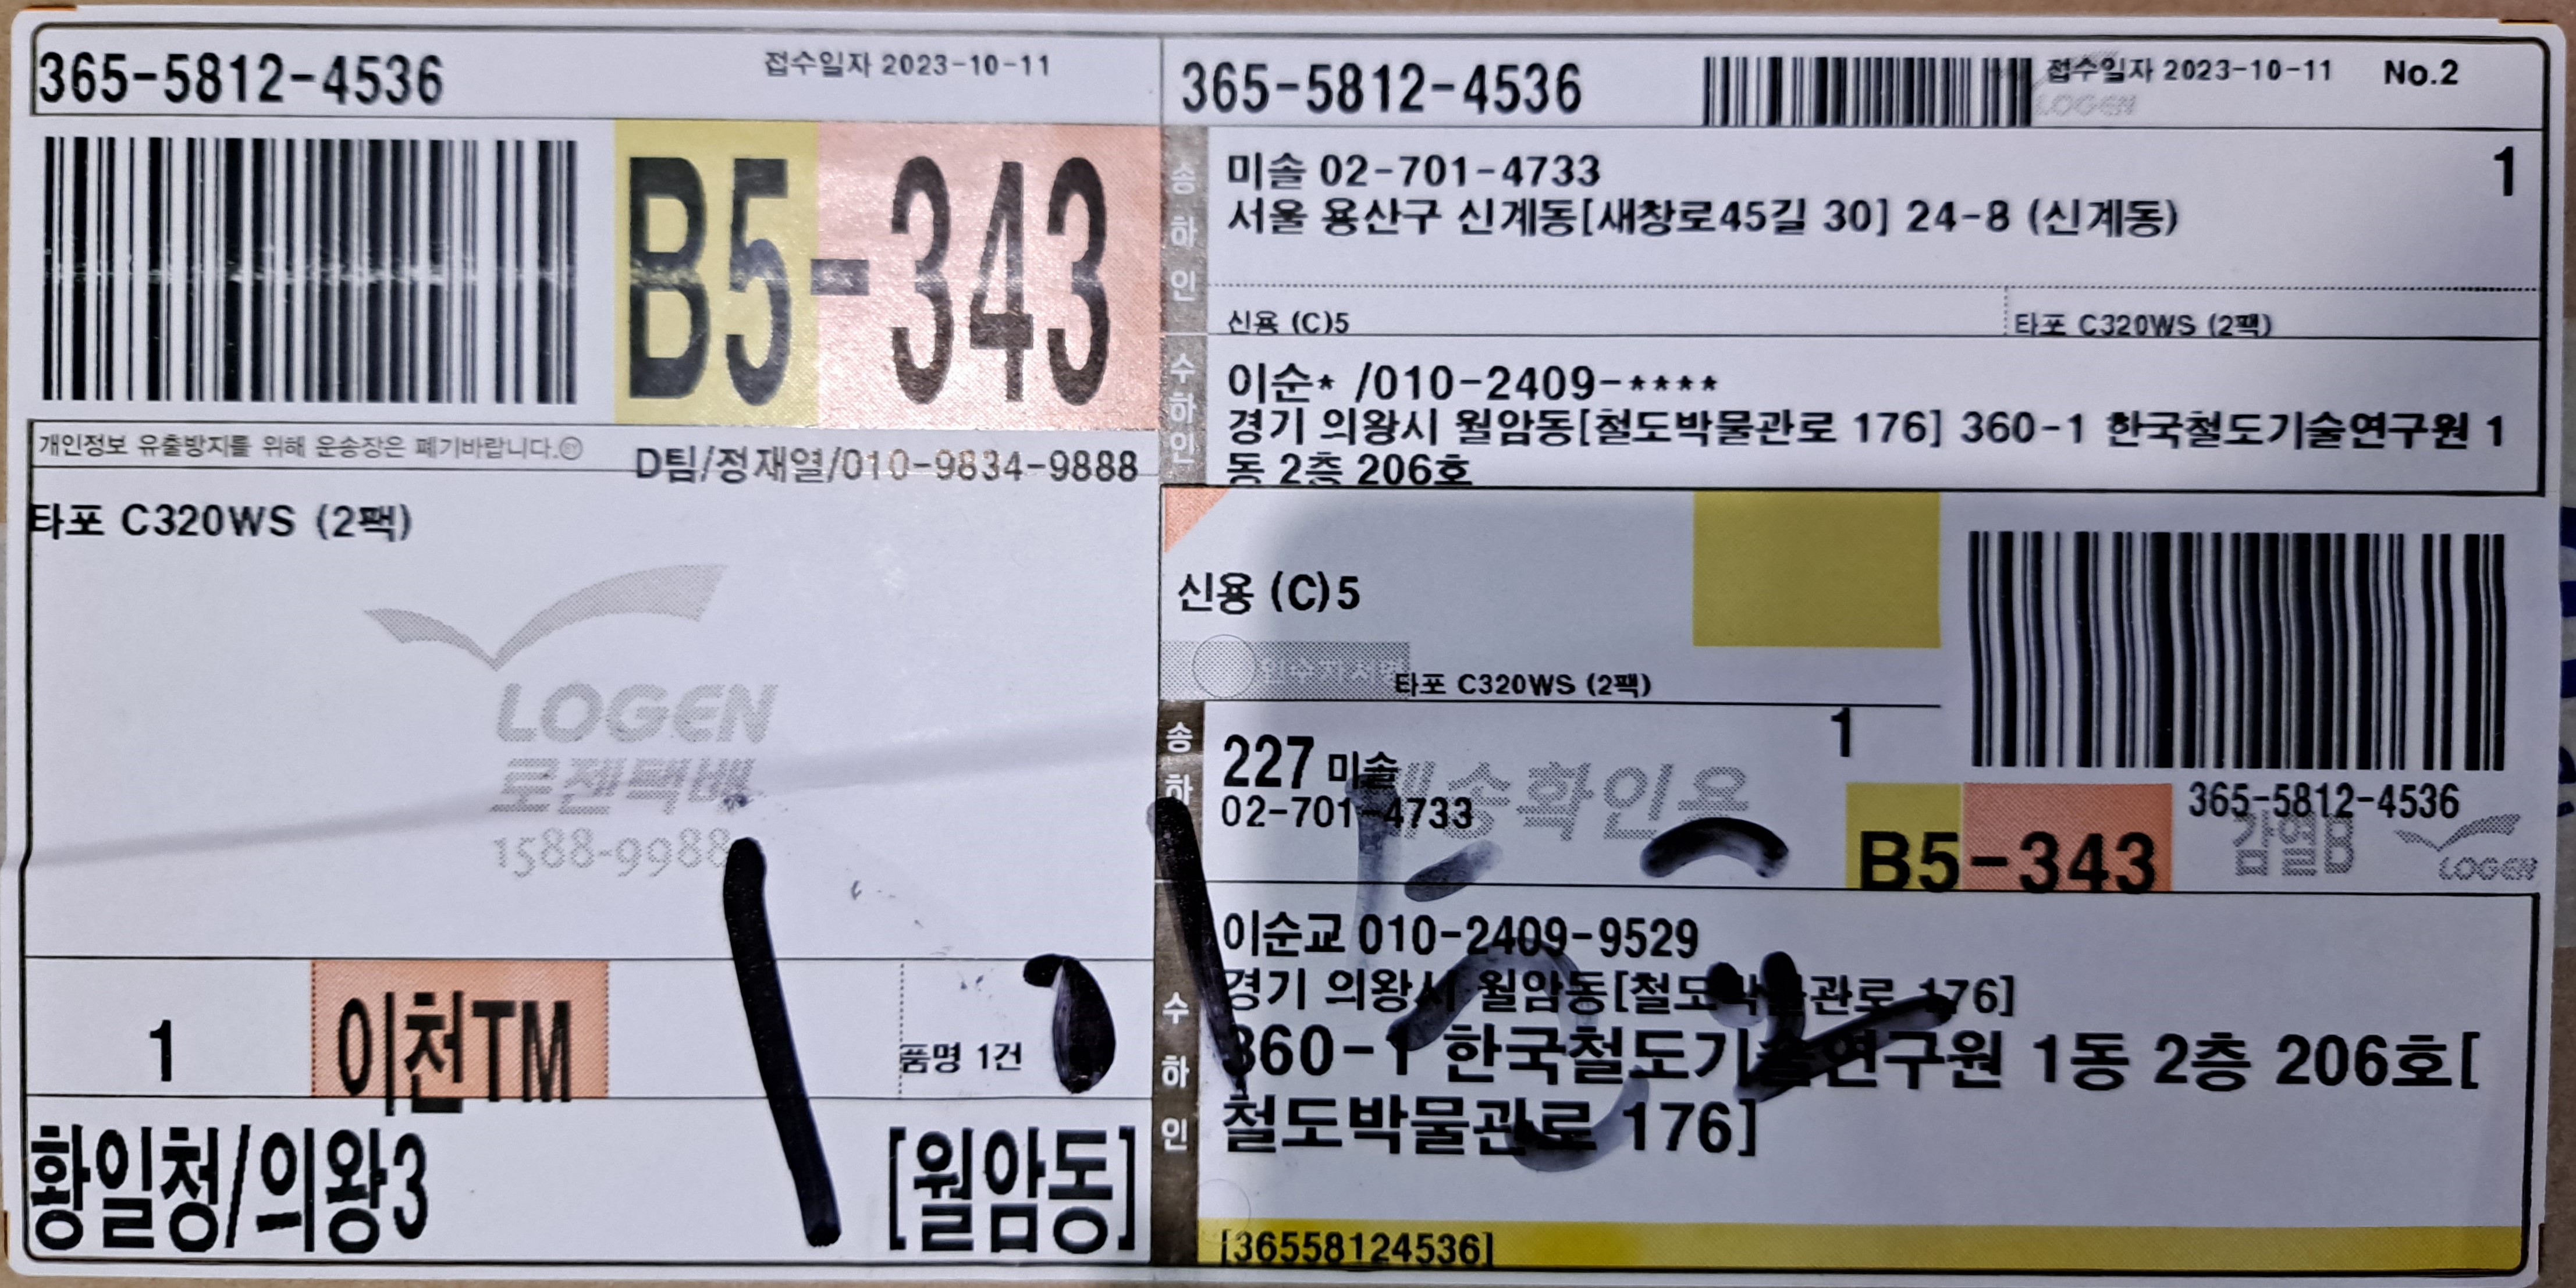 365-5812-4536
접수일자 2023-10-11
B5-343
개인정보 유출방지를 위해 운송장은 폐기바랍니다.
D팀/정재열/010-9834-9888
타포 C320WS (2팩)
LOGEN
로젠택배
1588-9988
1
이천TM
품명 1건
황일청/의왕3
[월암동]
365-5812-4536
접수일자 2023-10-11
No.2
LOGEN
송하인
미솔 02-701-4733
1
서울 용산구 신계동[새창로45길 30] 24-8 (신계동)
신용 (C)5
타포 C320WS (2팩)
수하인
이순* /010-2409-****
경기 의왕시 월암동[철도박물관로 176] 360-1 한국철도기술연구원 1
동 2층 206호
신용 (C)5
타포 C320WS (2팩)
1
송하
227 미솔
02-701-4733
배송확인용
B5-343
365-5812-4536
감열B
LOGEN
수하인
이순교 010-2409-9529
경기 의왕시 월암동[철도박물관로 176]
360-1 한국철도기술연구원 1동 2층 206호[
철도박물관로 176]
[36558124536]